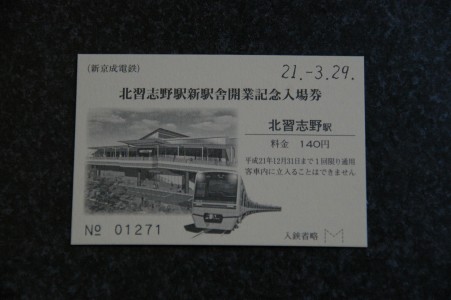 (新京成電鉄)
21.-3.29.
北習志野駅新駅舎開業記念入場券
北習志野駅
料金 140円
平成21年12月31日まで1回限り通用
客車内に立入ることはできません
№ 01271
入鋏省略